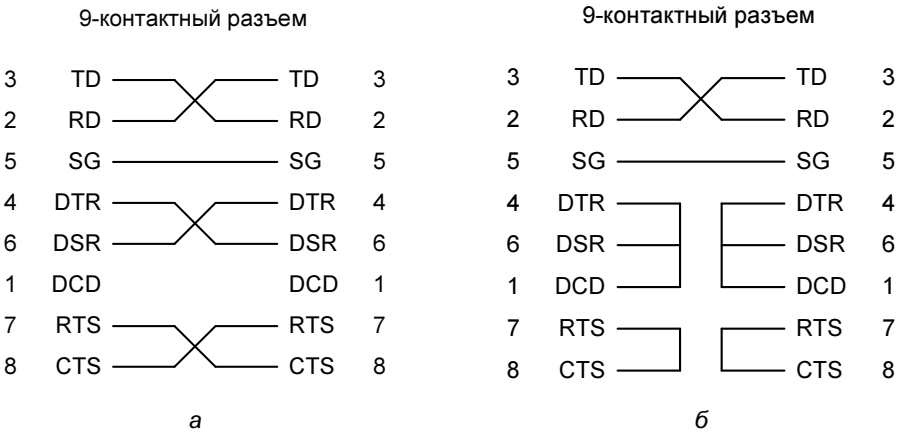 9-контактный разъем
3 TD TD 3
2 RD RD 2
5 SG SG 5
4 DTR DTR 4
6 DSR DSR 6
1 DCD DCD 1
7 RTS RTS 7
8 CTS CTS 8
а
9-контактный разъем
3 TD TD 3
2 RD RD 2
5 SG SG 5
4 DTR DTR 4
6 DSR DSR 6
1 DCD DCD 1
7 RTS RTS 7
8 CTS CTS 8
б